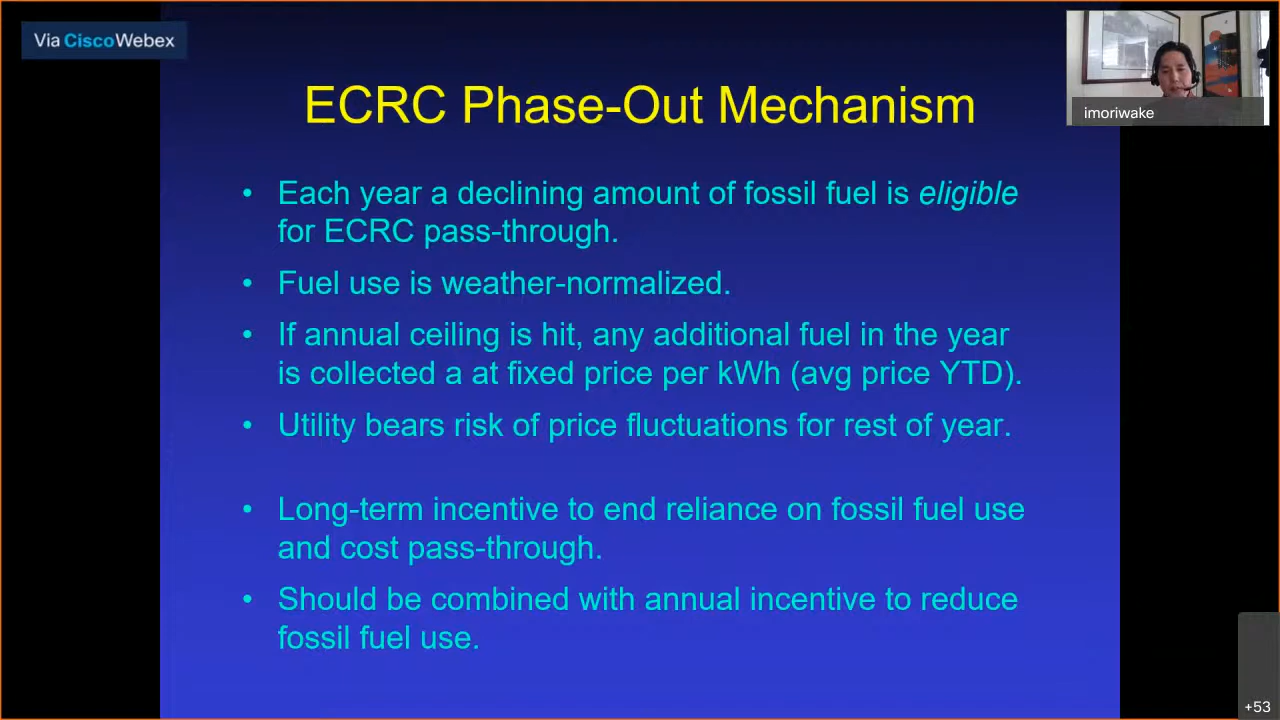 Via CiscoWebex
imoriwake
ECRC Phase-Out Mechanism
• Each year a declining amount of fossil fuel is eligible
for ECRC pass-through.
• Fuel use is weather-normalized.
• If annual ceiling is hit, any additional fuel in the year
is collected a at fixed price per kWh (avg price YTD).
• Utility bears risk of price fluctuations for rest of year.
• Long-term incentive to end reliance on fossil fuel use
and cost pass-through.
• Should be combined with annual incentive to reduce
fossil fuel use.
+53